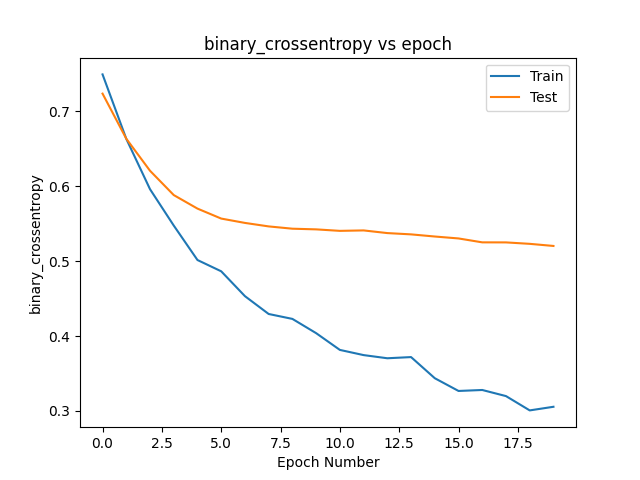 binary_crossentropy vs epoch
Train
Test
binary_crossentropy
0.7
0.6
0.5
0.4
0.3
0.0 2.5 5.0 7.5 10.0 12.5 15.0 17.5
Epoch Number